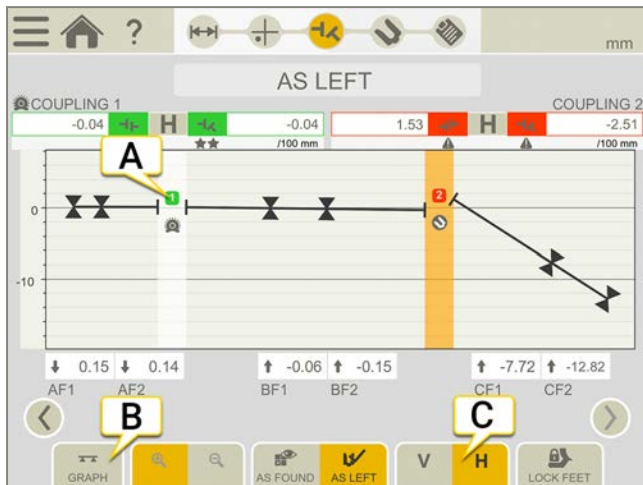 ?
mm
AS LEFT
COUPLING 1 COUPLING 2
-0.04 H -0.04 1.53 H -2.51
/100 mm /100 mm
A
1 2
0
-10
0.15 0.14 -0.06 -0.15 -7.72 -12.82
AF1 AF2 BF1 BF2 CF1 CF2
B C
GRAPH AS FOUND AS LEFT V H LOCK FEET